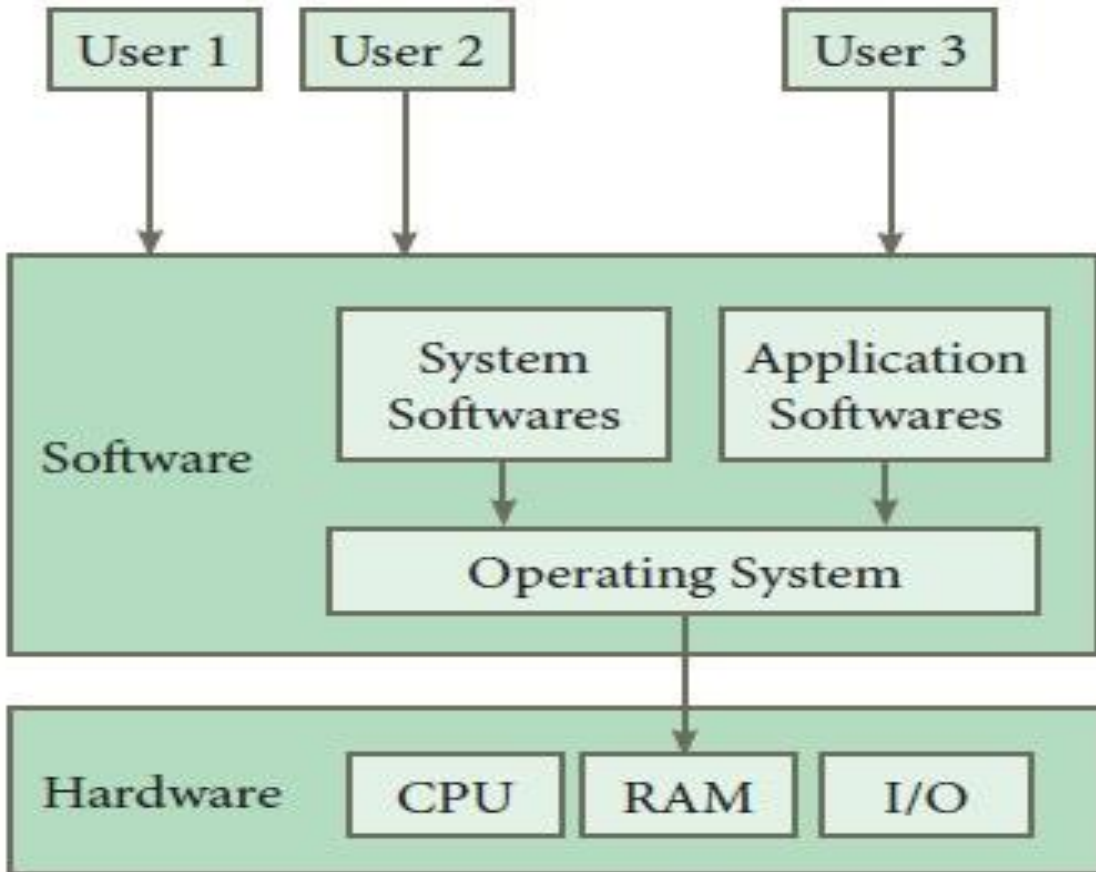 User 1
User 2
User 3
System
Softwares
Application
Softwares
Software
Operating System
Hardware
CPU
RAM
I/O